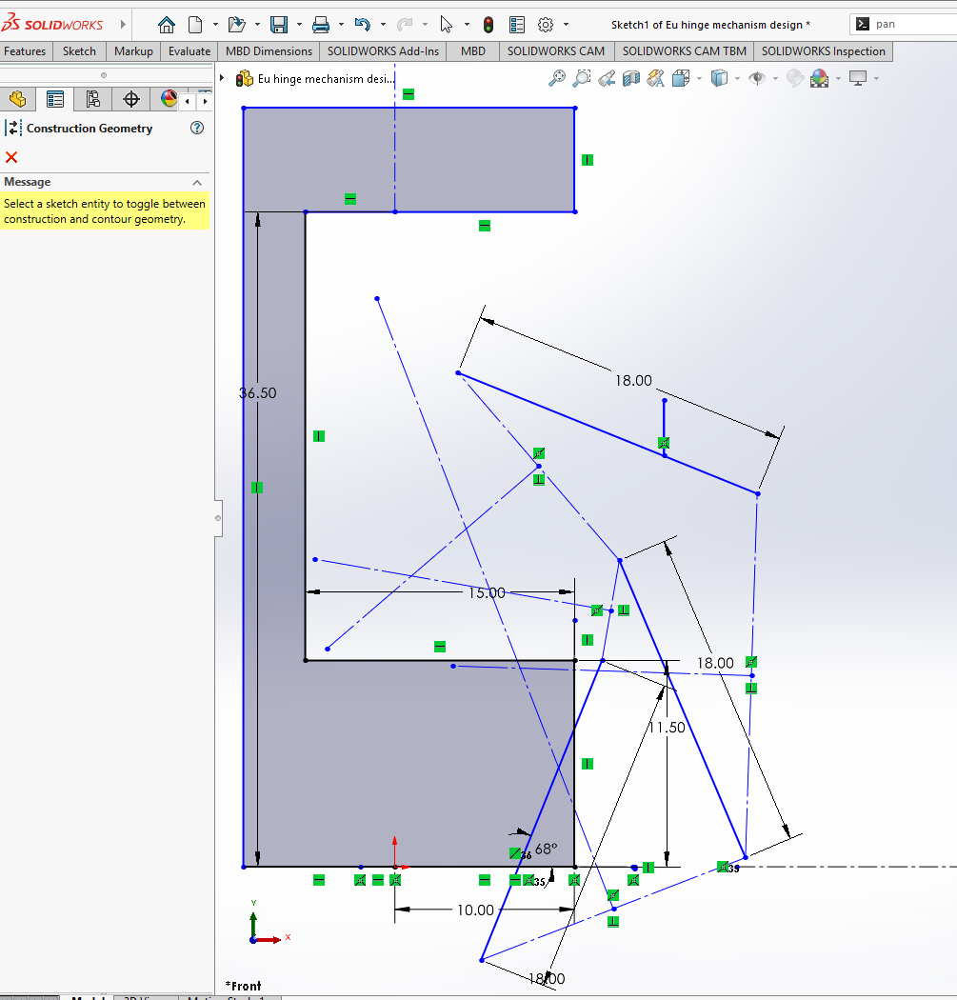 SOLIDWORKS
Sketch1 of Eu hinge mechanism design *
pan
Features
Sketch
Markup
Evaluate
MBD Dimensions
SOLIDWORKS Add-Ins
MBD
SOLIDWORKS CAM
SOLIDWORKS CAM TBM
SOLIDWORKS Inspection
Eu hinge mechanism desi...
Construction Geometry
Message
Select a sketch entity to toggle between
construction and contour geometry.
36.50
18.00
15.00
18.00
11.50
68°
36
35
35
10.00
18.00
Y
X
*Front